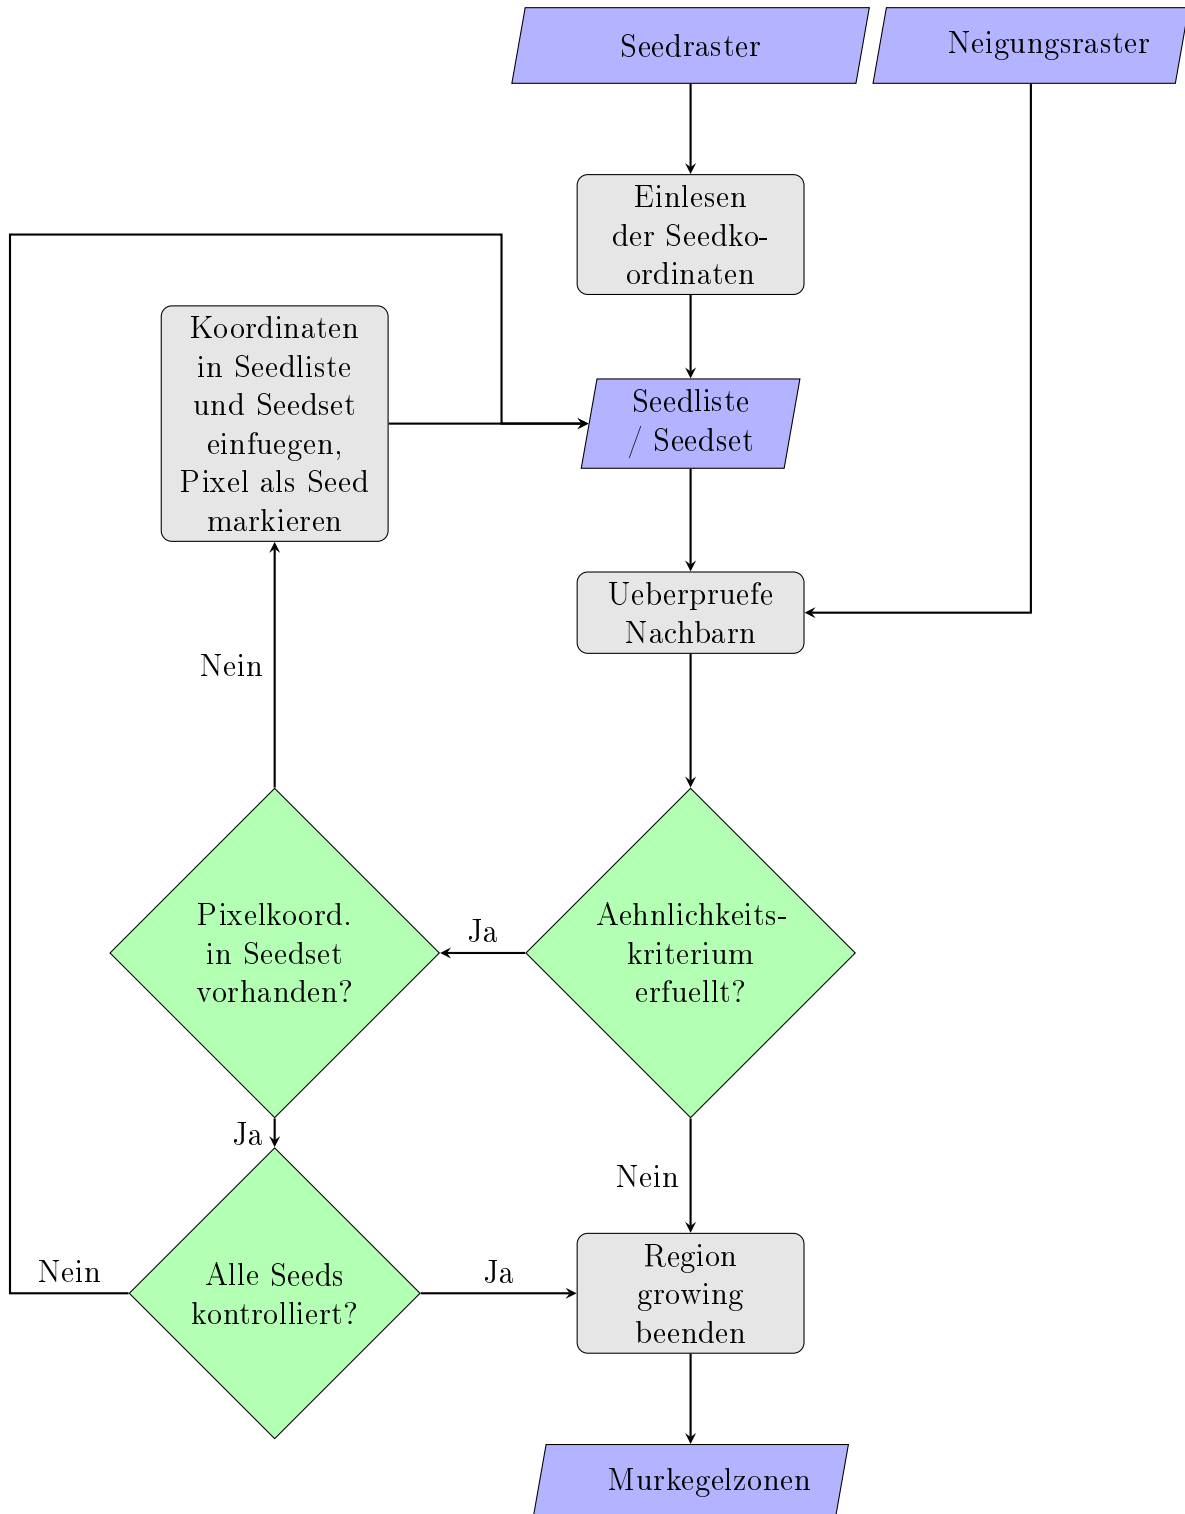 Seedraster
Neigungsraster
Einlesen
der Seedko-
ordinaten
Koordinaten
in Seedliste
und Seedset
einfuegen,
Pixel als Seed
markieren
Seedliste
/ Seedset
Ueberpruefe
Nachbarn
Nein
Pixelkoord.
in Seedset
vorhanden?
Ja
Aehnlichkeits-
kriterium
erfuellt?
Ja
Nein
Nein
Alle Seeds
kontrolliert?
Ja
Region
growing
beenden
Murkegelzonen